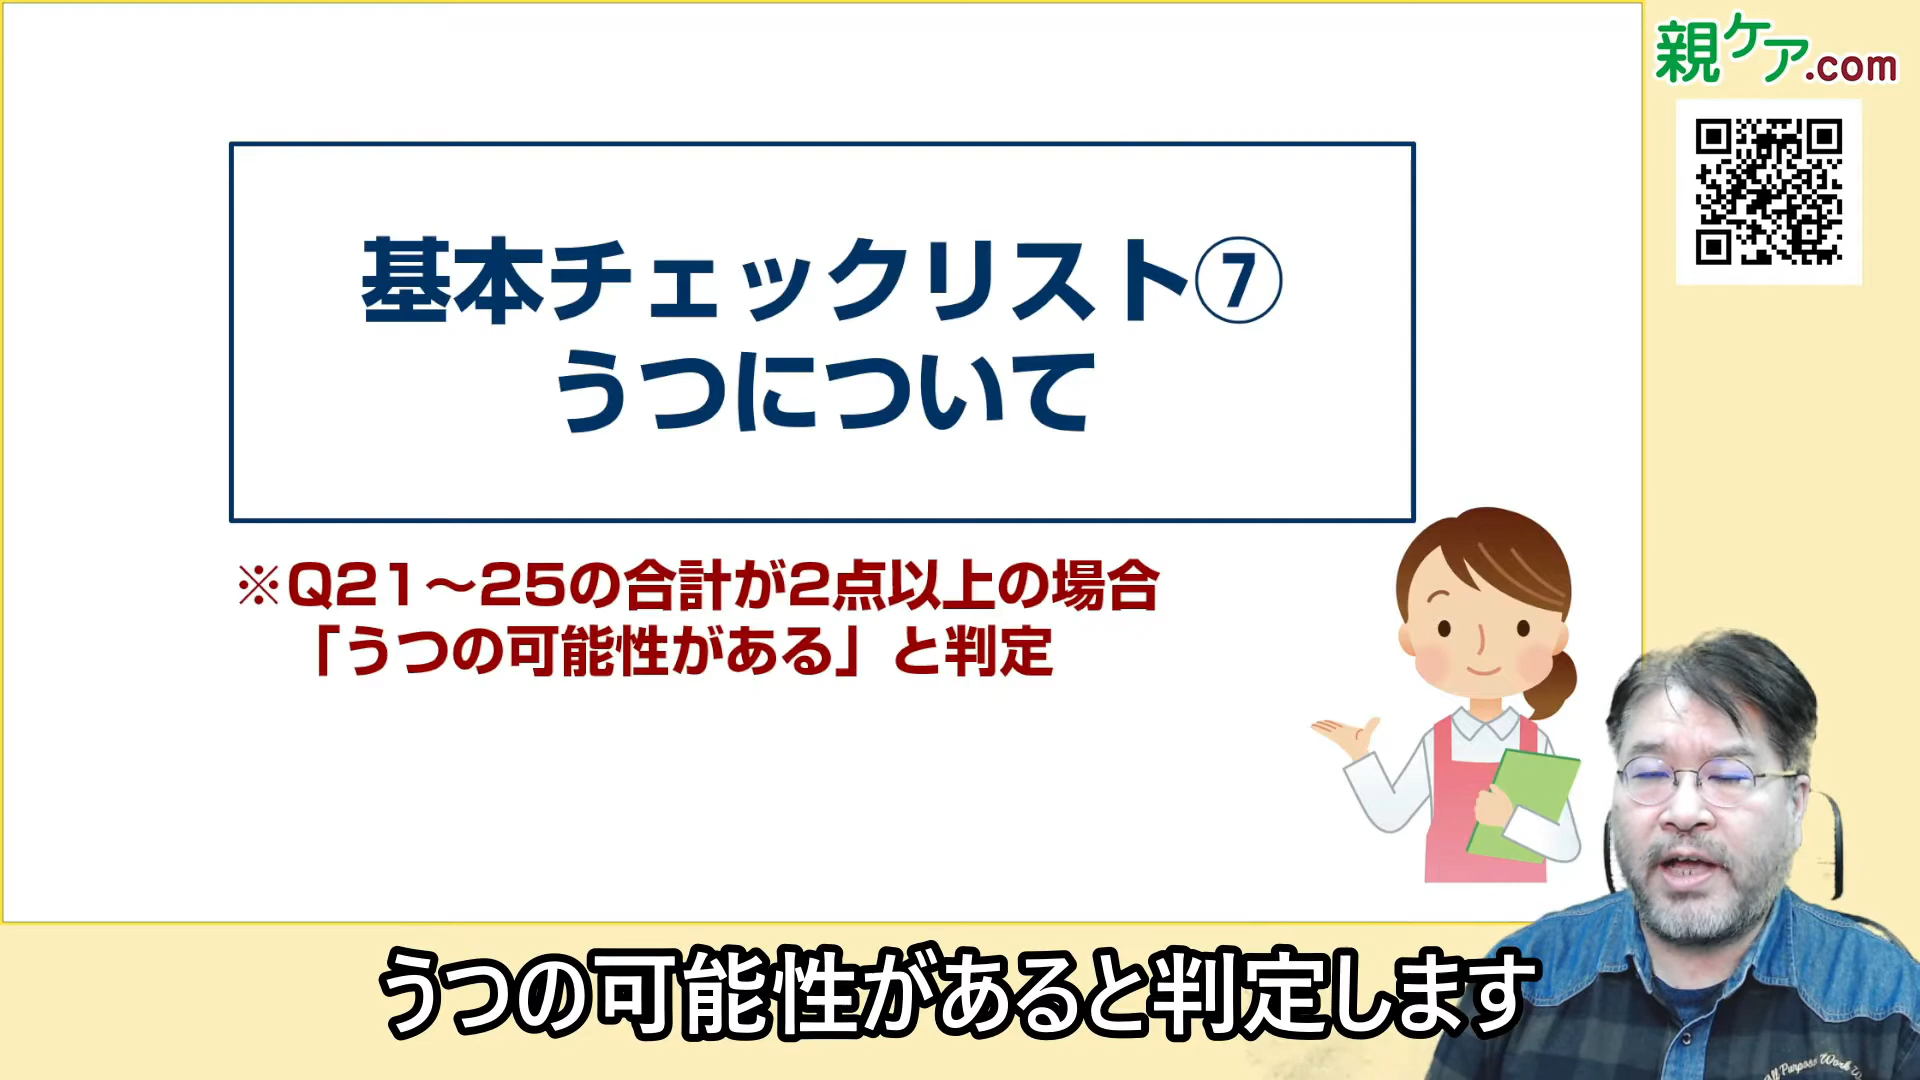 親ケア.com
基本チェックリスト⑦
うつについて
※Q21～25の合計が2点以上の場合
「うつの可能性がある」と判定
うつの可能性があると判定します
All Purpose Work